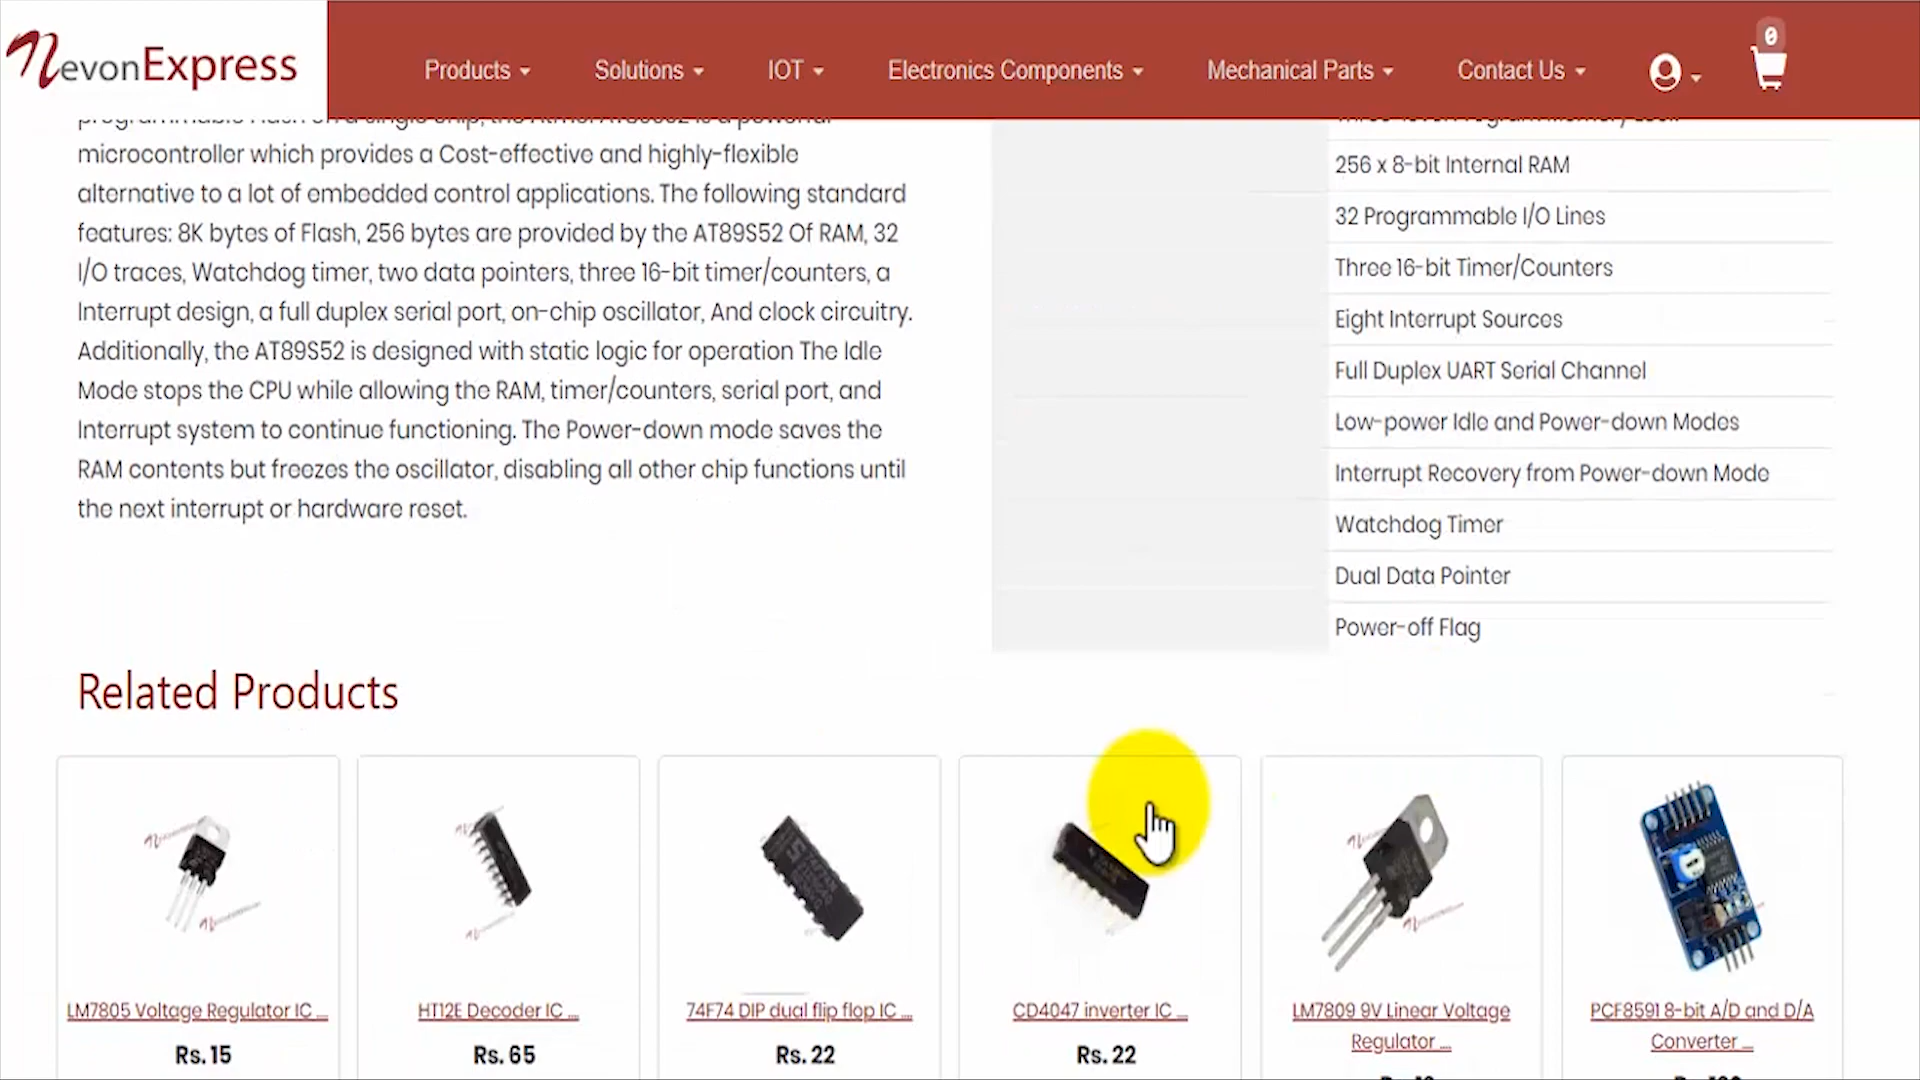 NevonExpress
Products
Solutions
IOT
Electronics Components
Mechanical Parts
Contact Us
0
microcontroller which provides a Cost-effective and highly-flexible
alternative to a lot of embedded control applications. The following standard
features: 8K bytes of Flash, 256 bytes are provided by the AT89S52 Of RAM, 32
I/O traces, Watchdog timer, two data pointers, three 16-bit timer/counters, a
Interrupt design, a full duplex serial port, on-chip oscillator, And clock circuitry.
Additionally, the AT89S52 is designed with static logic for operation The Idle
Mode stops the CPU while allowing the RAM, timer/counters, serial port, and
Interrupt system to continue functioning. The Power-down mode saves the
RAM contents but freezes the oscillator, disabling all other chip functions until
the next interrupt or hardware reset.
256 x 8-bit Internal RAM
32 Programmable I/O Lines
Three 16-bit Timer/Counters
Eight Interrupt Sources
Full Duplex UART Serial Channel
Low-power Idle and Power-down Modes
Interrupt Recovery from Power-down Mode
Watchdog Timer
Dual Data Pointer
Power-off Flag
Related Products
LM7805 Voltage Regulator IC ...
Rs. 15
HT12E Decoder IC ...
Rs. 65
74F74 DIP dual flip flop IC ...
Rs. 22
CD4047 inverter IC ...
Rs. 22
LM7809 9V Linear Voltage
Regulator ...
PCF8591 8-bit A/D and D/A
Converter ...